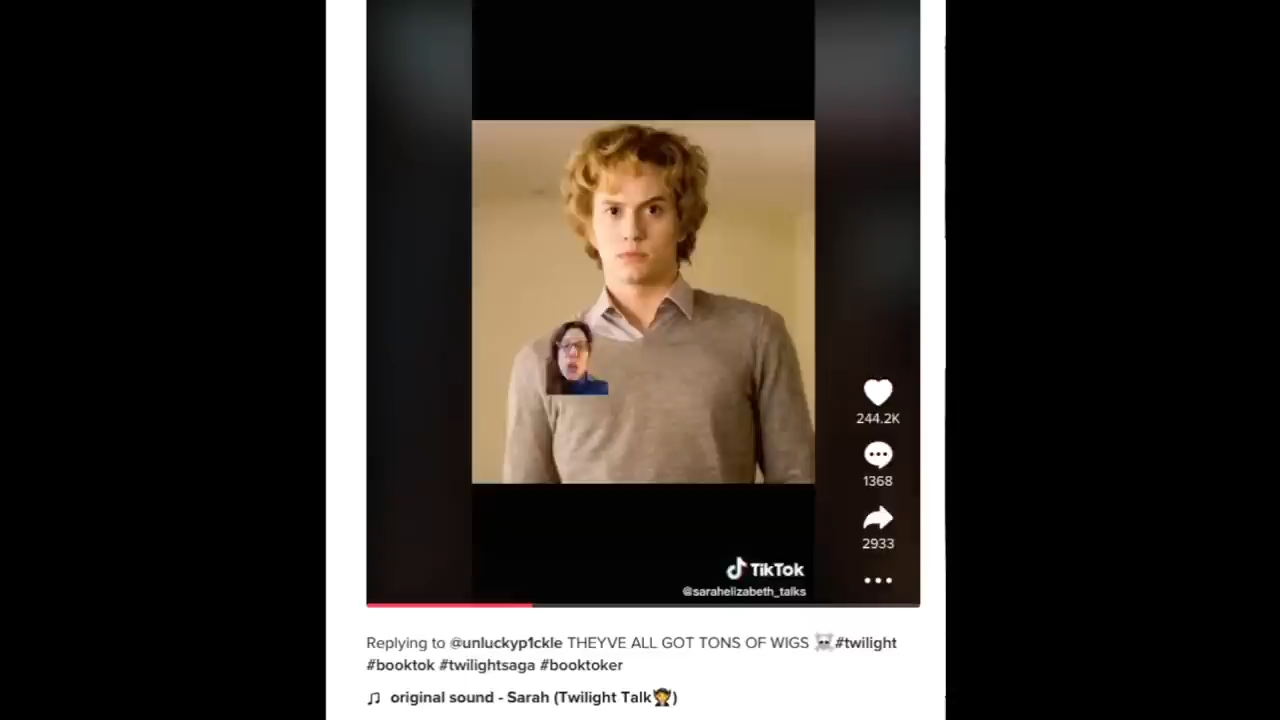 244.2K
1368
2933
TikTok
@sarahelizabeth_talks
Replying to @unluckyp1ckle THEYVE ALL GOT TONS OF WIGS ☠️#twilight
#booktok #twilightsaga #booktoker
original sound - Sarah (Twilight Talk🧛)